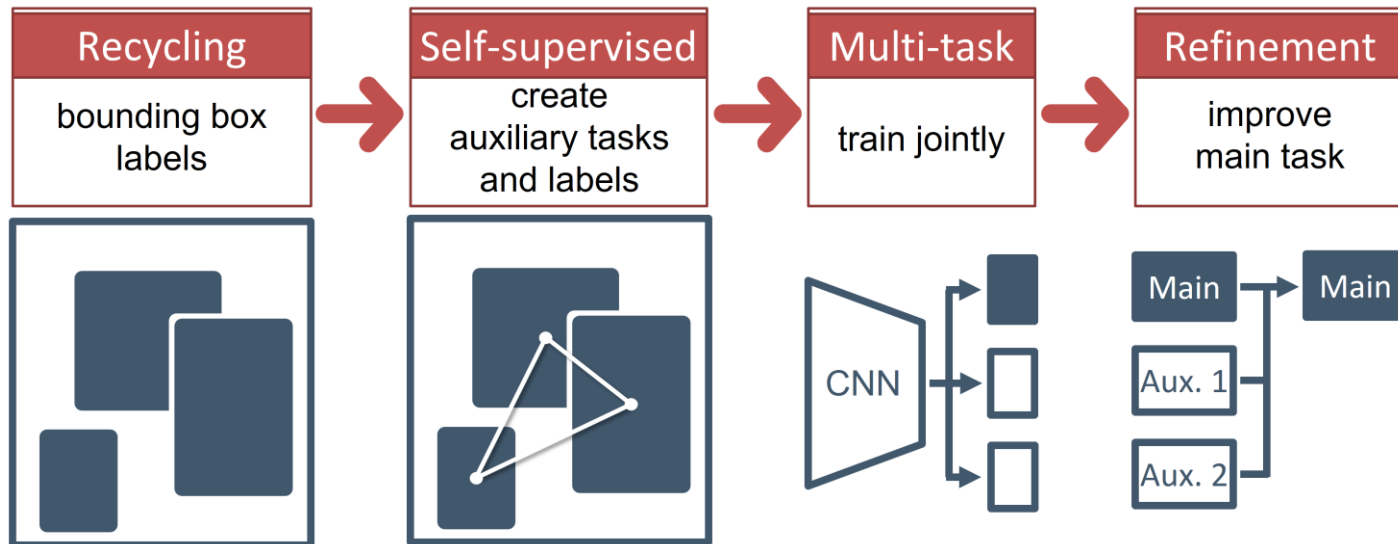 Recycling
bounding box
labels
Self-supervised
create
auxiliary tasks
and labels
Multi-task
train jointly
Refinement
improve
main task
CNN
Main
Main
Aux. 1
Aux. 2